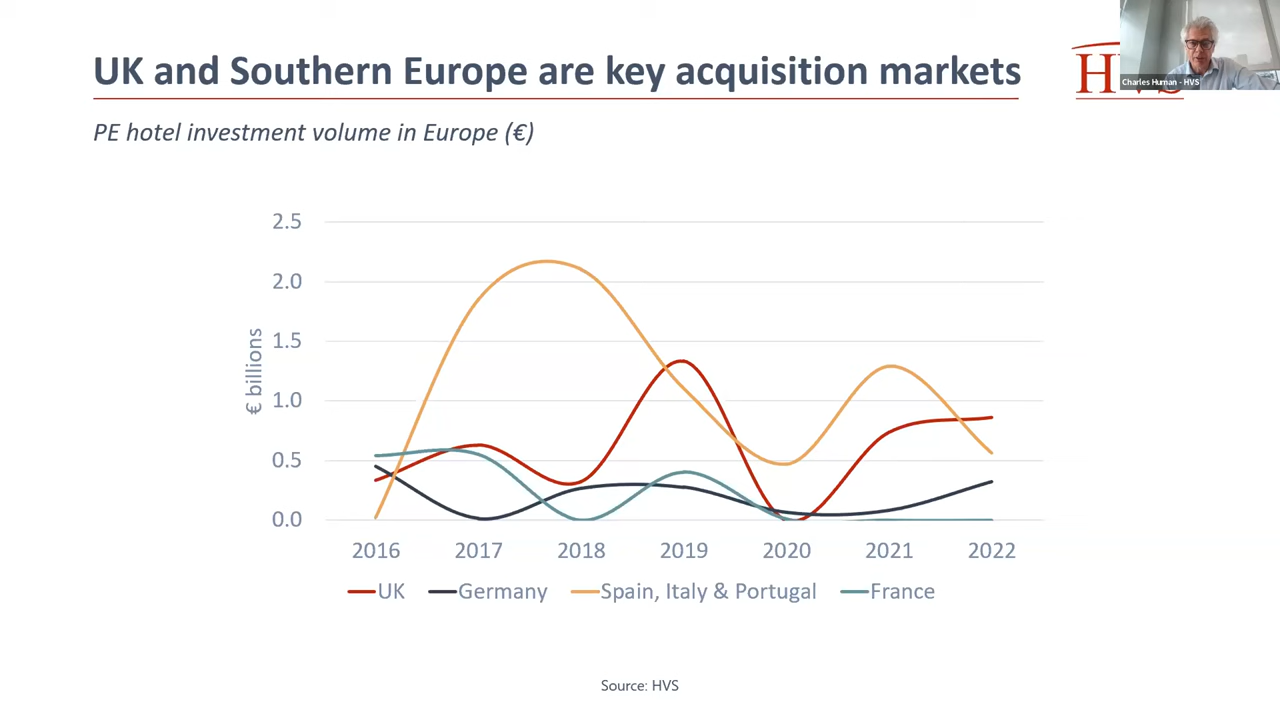 UK and Southern Europe are key acquisition markets
HVS
Charles Human - HVS
PE hotel investment volume in Europe (€)
€ billions
2.5
2.0
1.5
1.0
0.5
0.0
2016 2017 2018 2019 2020 2021 2022
UK Germany Spain, Italy & Portugal France
Source: HVS